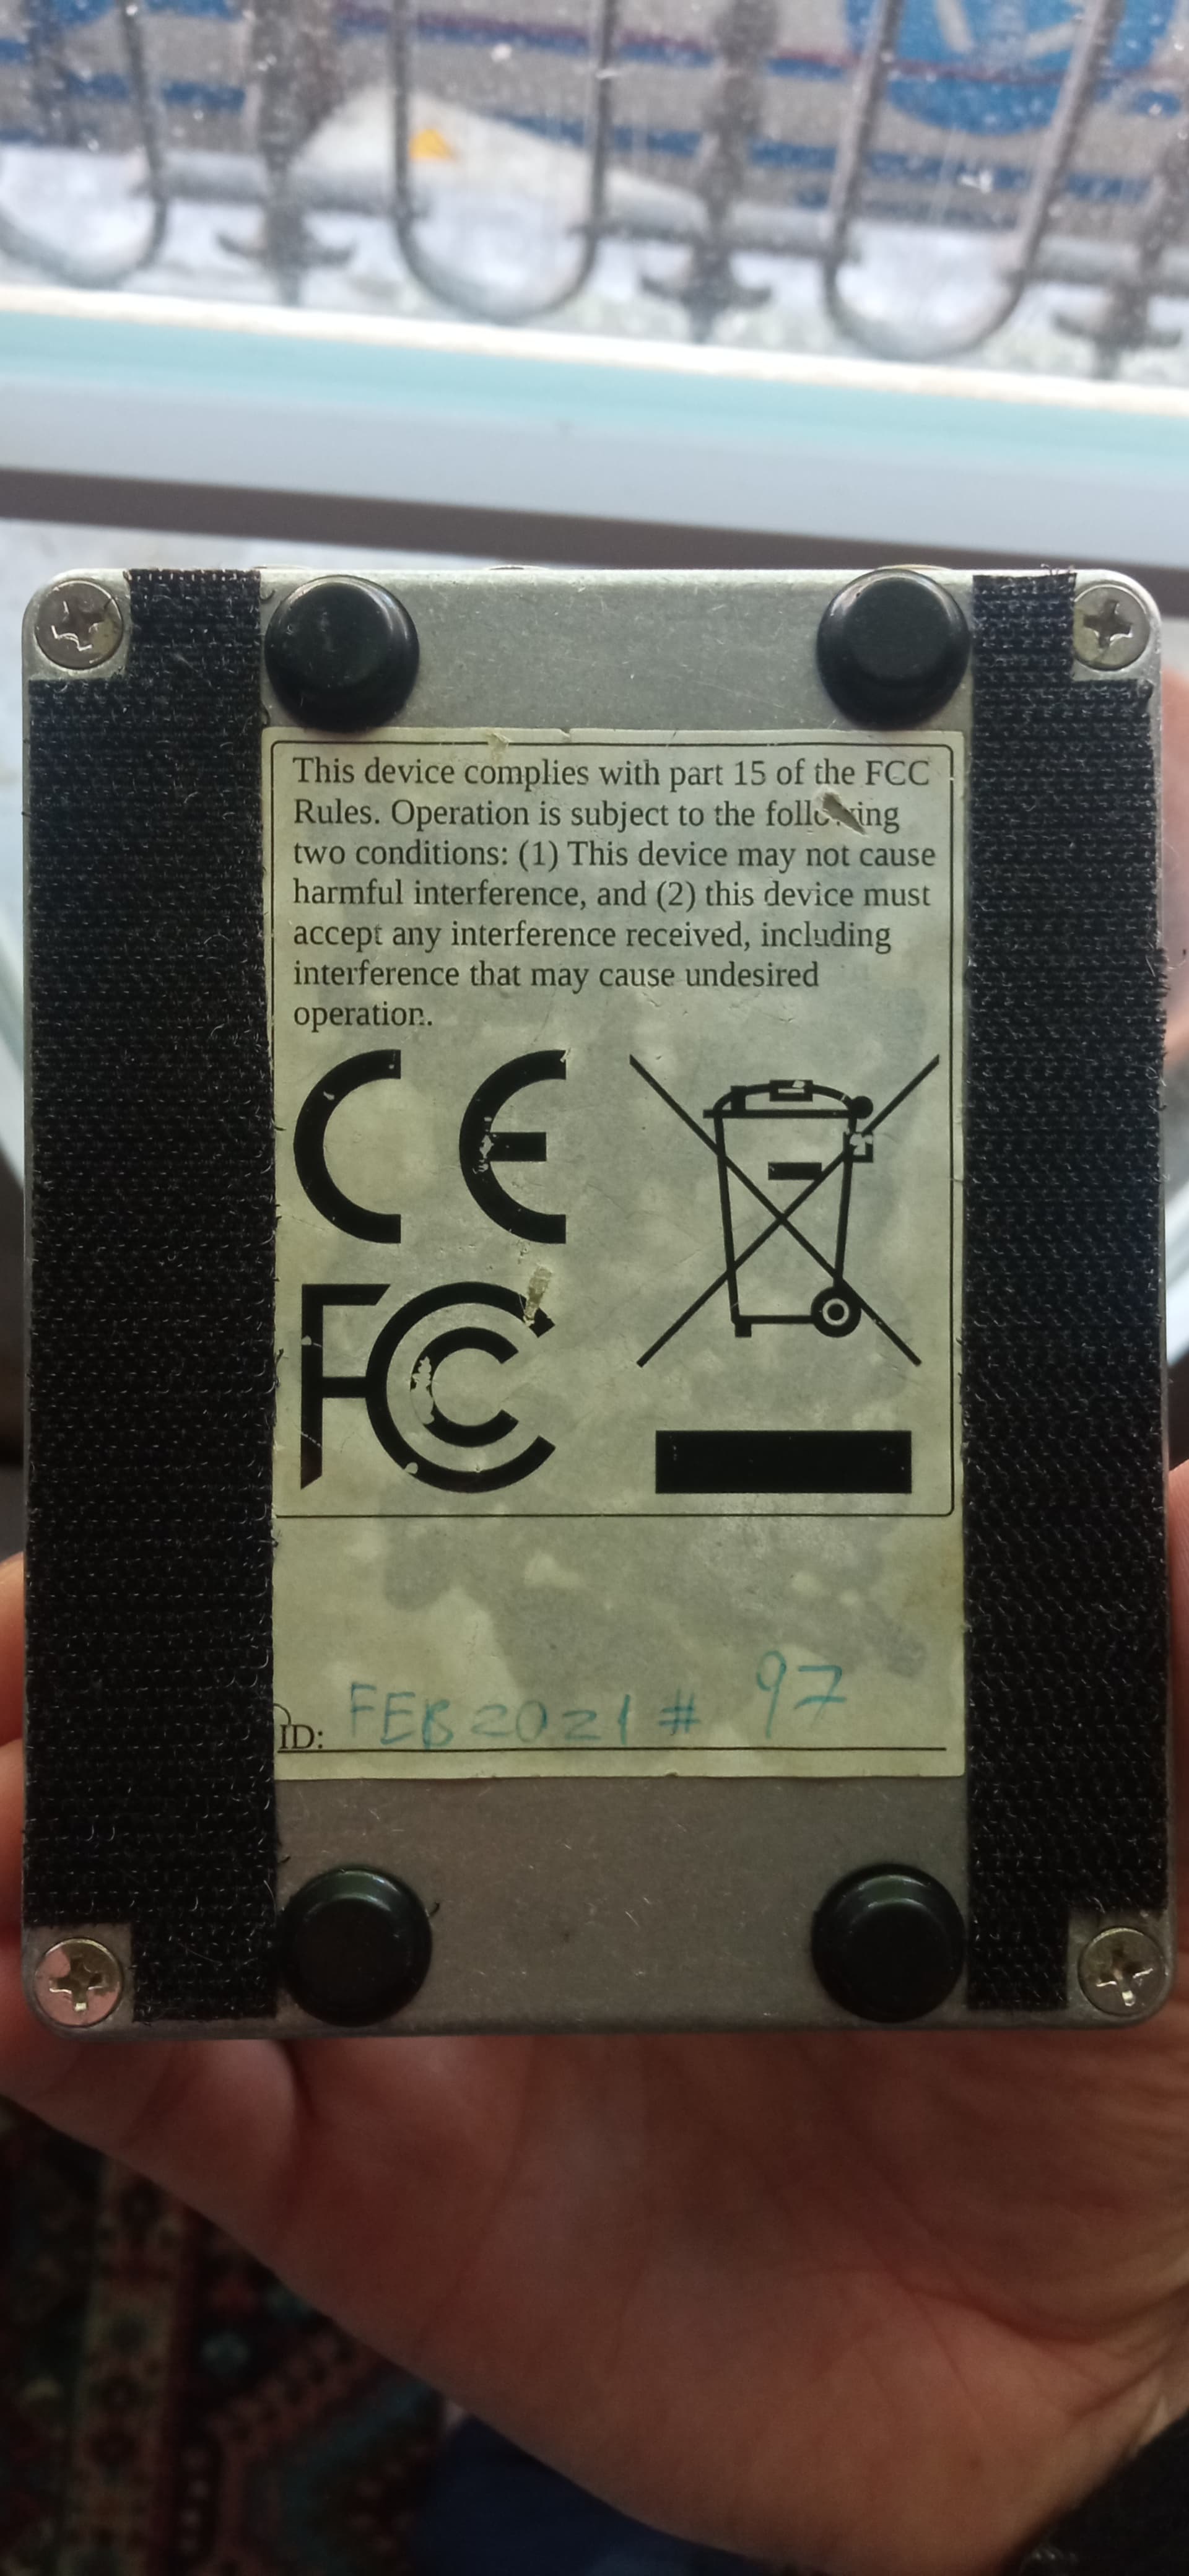 This device complies with part 15 of the FCC
Rules. Operation is subject to the following
two conditions: (1) This device may not cause
harmful interference, and (2) this device must
accept any interference received, including
interference that may cause undesired
operation.
CE
FCC
ID: FEB 2021 # 97